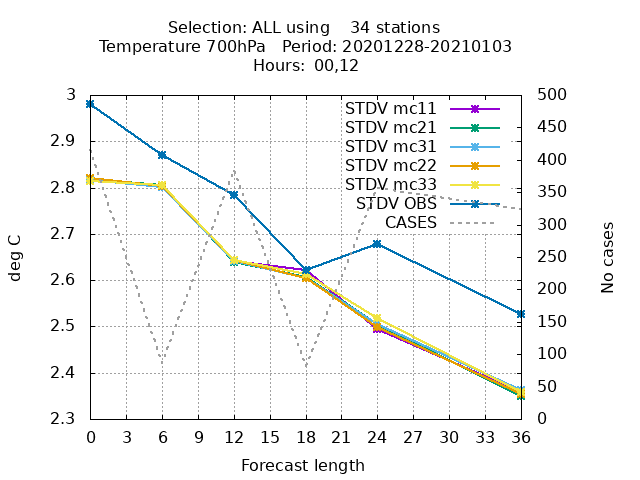 Selection: ALL using    34 stations
Temperature 700hPa   Period: 20201228-20210103
Hours:  00,12
3
2.9
2.8
2.7
2.6
2.5
2.4
2.3
deg C
500
450
400
350
300
250
200
150
100
50
0
No cases
STDV mc11
STDV mc21
STDV mc31
STDV mc22
STDV mc33
STDV OBS
CASES
0 3 6 9 12 15 18 21 24 27 30 33 36
Forecast length